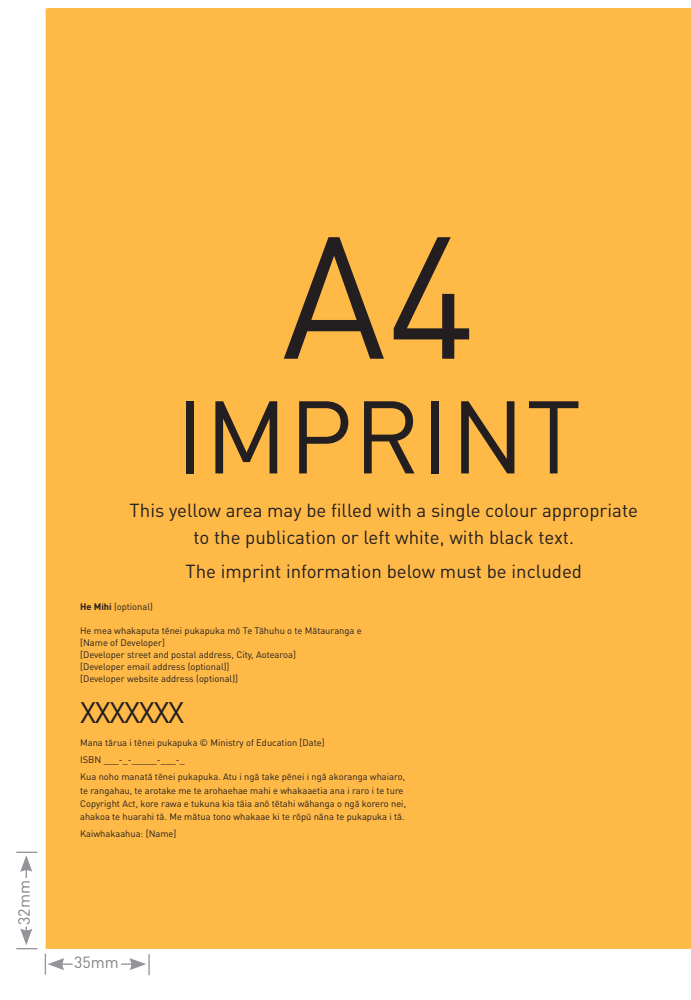 A4
IMPRINT
This yellow area may be filled with a single colour appropriate
to the publication or left white, with black text.
The imprint information below must be included
He Mihi (optional)
He mea whakaputa tēnei pukapuka mō Te Tāhuhu o te Mātauranga e
[Name of Developer]
[Developer street and postal address, City, Aotearoa]
[Developer email address (optional)]
[Developer website address (optional)]
XXXXXXX
Mana tārua i tēnei pukapuka © Ministry of Education [Date]
ISBN ___-_-_____-___-_
Kua noho manatā tēnei pukapuka. Atu i ngā take pēnei i ngā akoranga whaiaro,
te rangahau, te arotake me te arohaehae mahi e whakaaetia ana i raro i te ture
Copyright Act, kore rawa e tukuna kia tāia anō tētahi wāhanga o ngā korero nei,
ahakoa te huarahi tā. Me mātua tono whakaae ki te rōpū nāna te pukapuka i tā.
Kaiwhakaahua: [Name]
32mm
35mm